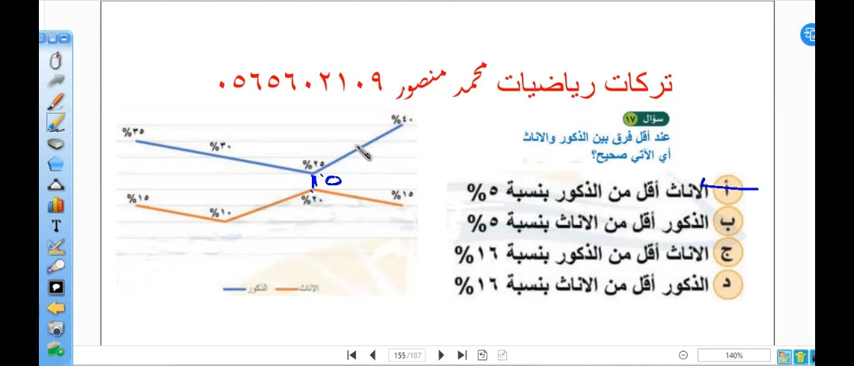 تركات رياضيات محمد منصور ٠٥٦٥٦٠٢١٠٩
سؤال ١٧
عند أقل فرق بين الذكور والاناث
أي الآتي صحيح؟
أ الاناث أقل من الذكور بنسبة ٥%
ب الذكور أقل من الاناث بنسبة ٥%
ج الاناث أقل من الذكور بنسبة ١٦%
د الذكور أقل من الاناث بنسبة ١٦%
%٣٥
%٣٠
%٢٥
%٤٠
%١٥
%١٠
%٢٠
%١٥
الاناث
الذكور
155/187
140%